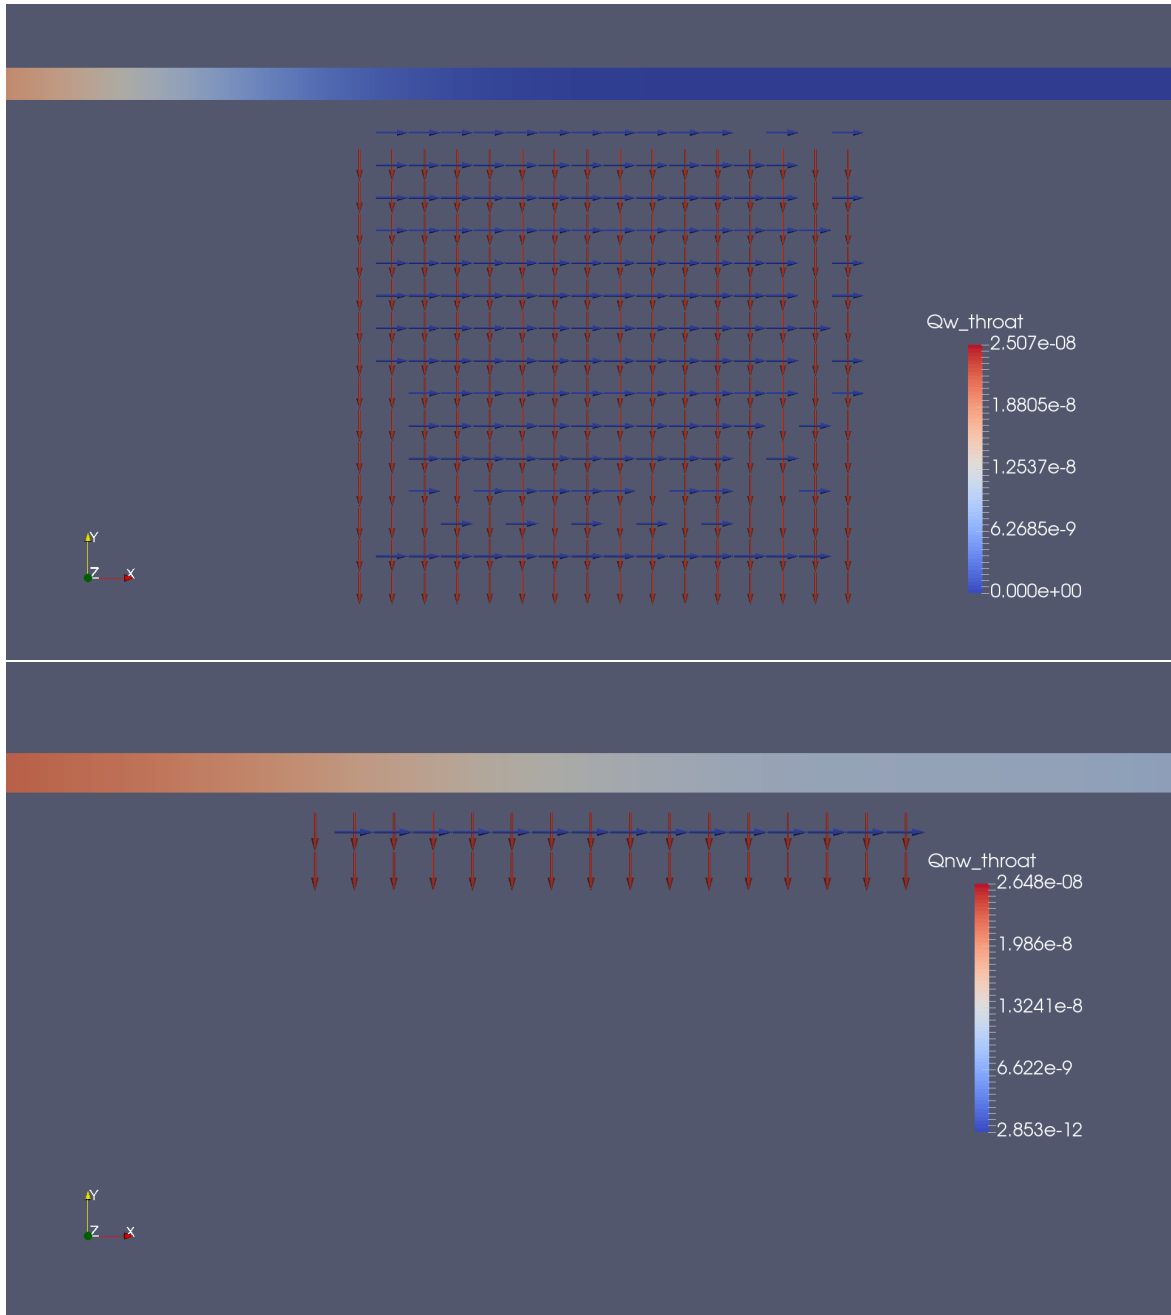 Qw_throat
2.507e-08
1.8805e-8
1.2537e-8
6.2685e-9
0.000e+00
Y
Z X
Qnw_throat
2.648e-08
1.986e-8
1.3241e-8
6.622e-9
2.853e-12
Y
Z X